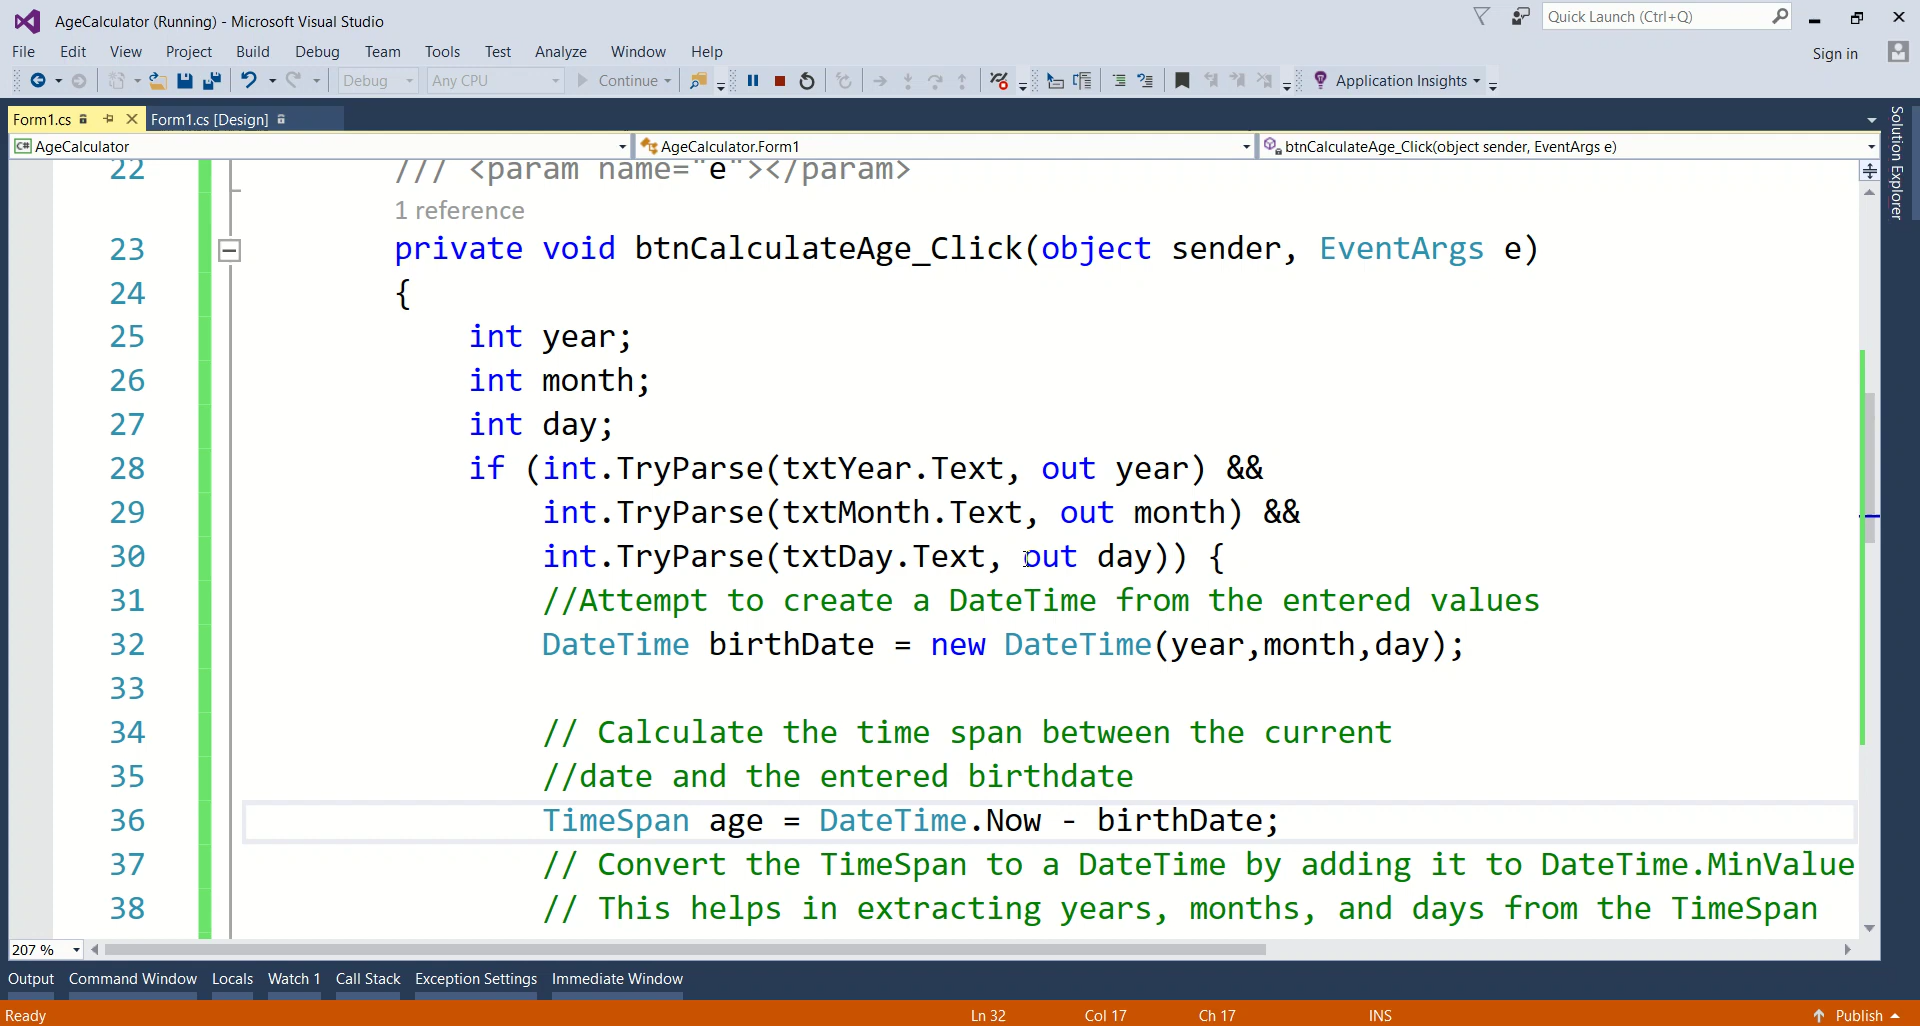 AgeCalculator (Running) - Microsoft Visual Studio
Quick Launch (Ctrl+Q)
File Edit View Project Build Debug Team Tools Test Analyze Window Help
Sign in
Debug Any CPU Continue Application Insights
Form1.cs Form1.cs [Design]
AgeCalculator AgeCalculator.Form1 btnCalculateAge_Click(object sender, EventArgs e)
Solution Explorer
22 /// <param name="e"></param>
1 reference
23 private void btnCalculateAge_Click(object sender, EventArgs e)
24 {
25 int year;
26 int month;
27 int day;
28 if (int.TryParse(txtYear.Text, out year) &&
29 int.TryParse(txtMonth.Text, out month) &&
30 int.TryParse(txtDay.Text, out day)) {
31 //Attempt to create a DateTime from the entered values
32 DateTime birthDate = new DateTime(year,month,day);
33
34 // Calculate the time span between the current
35 //date and the entered birthdate
36 TimeSpan age = DateTime.Now - birthDate;
37 // Convert the TimeSpan to a DateTime by adding it to DateTime.MinValue
38 // This helps in extracting years, months, and days from the TimeSpan
207 %
Output Command Window Locals Watch 1 Call Stack Exception Settings Immediate Window
Ready Ln 32 Col 17 Ch 17 INS Publish